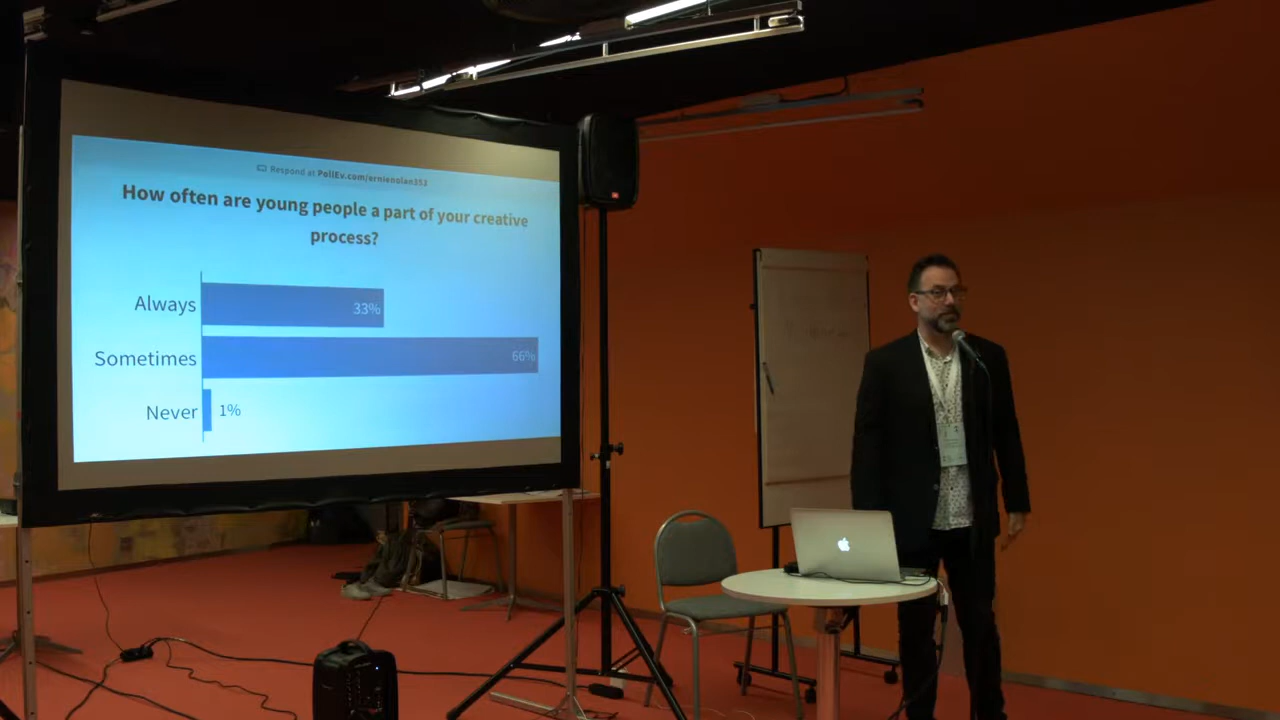 Respond at PollEv.com/ernienolan353
How often are young people a part of your creative
process?
Always 33%
Sometimes 66%
Never 1%